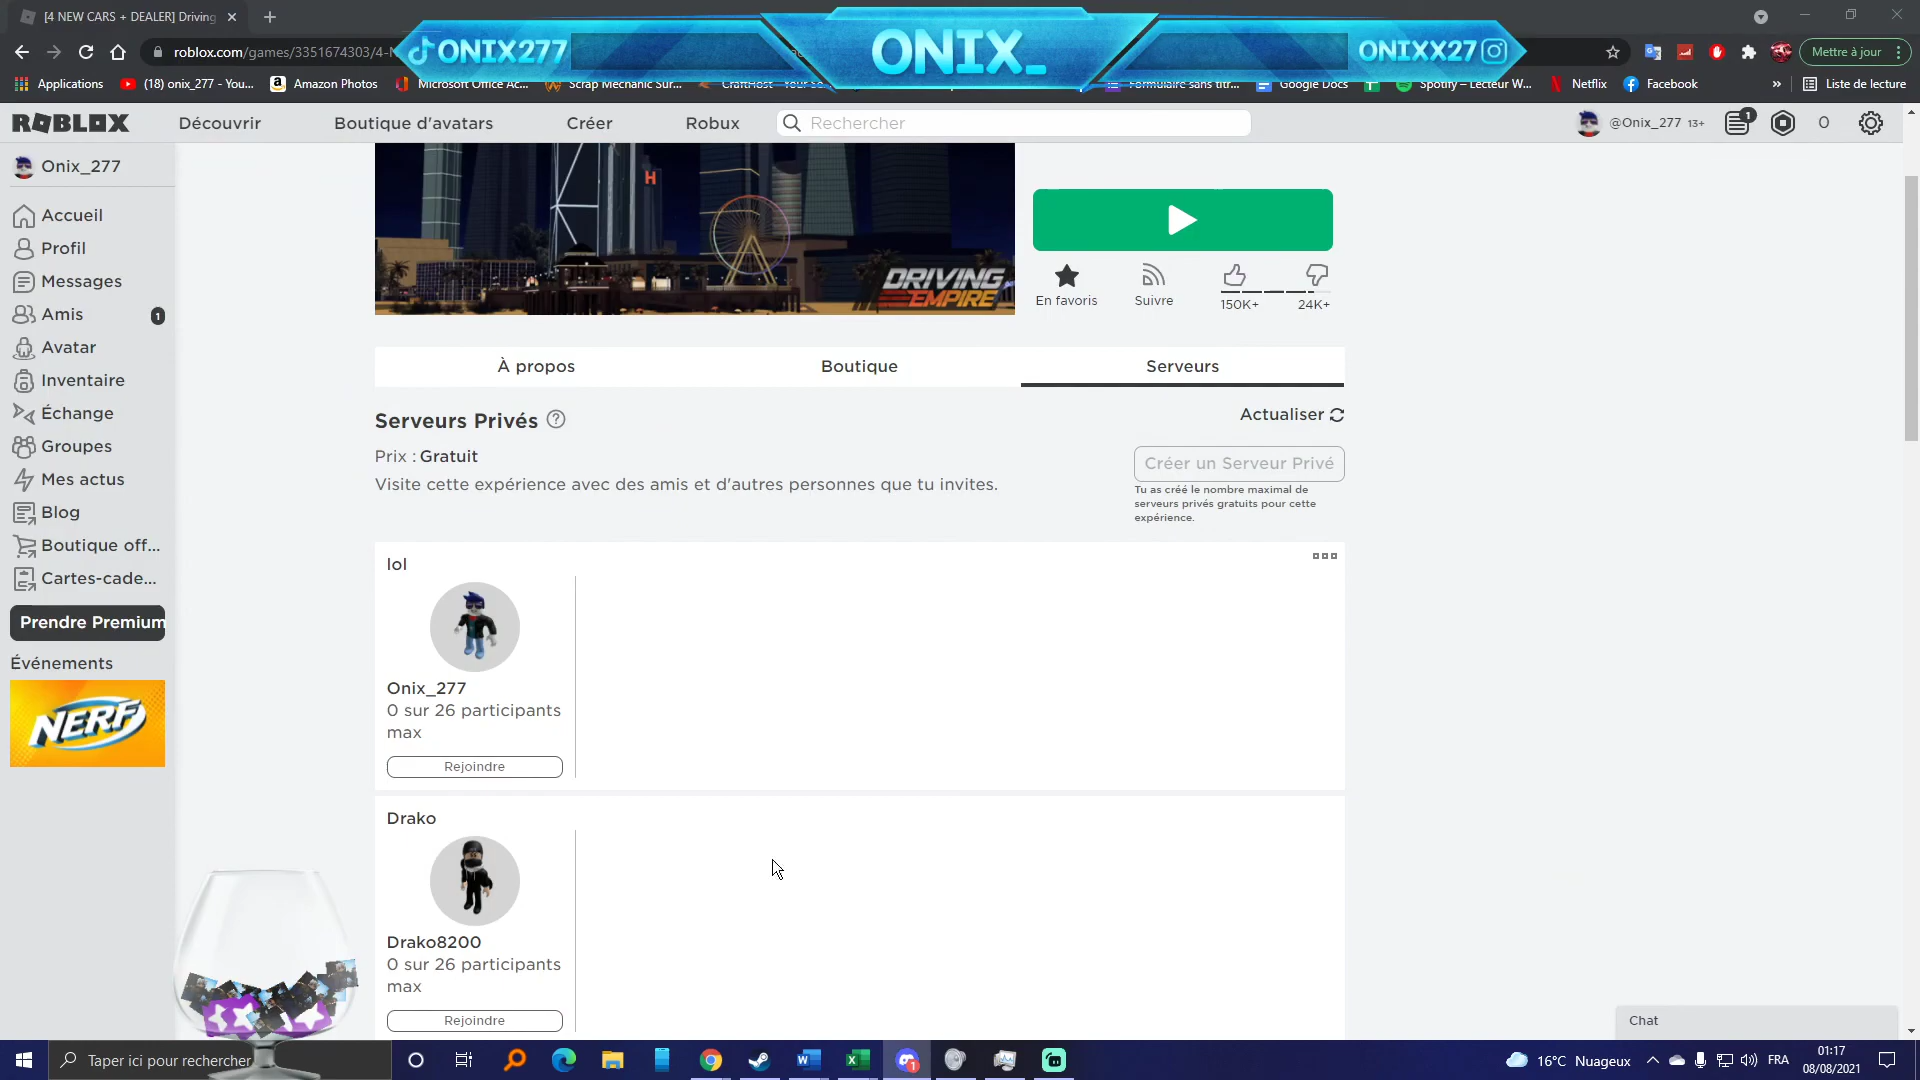 [4 NEW CARS + DEALER] Driving
roblox.com/games/3351674303/4-N
ONIX277
ONIX_
ONIXX27
Mettre à jour
Applications
(18) onix_277 - You...
Amazon Photos
Microsoft Office Ac...
Scrap Mechanic Sur...
Formulaire sans titr...
Google Docs
Spotify – Lecteur W...
Netflix
Facebook
»
Liste de lecture
ROBLOX
Découvrir
Boutique d'avatars
Créer
Robux
Rechercher
@Onix_277 13+
1
0
Onix_277
Accueil
Profil
Messages
Amis
1
Avatar
Inventaire
Échange
Groupes
Mes actus
Blog
Boutique off...
Cartes-cade...
Prendre Premium
Événements
NERF
H
DRIVING
EMPIRE
En favoris
Suivre
150K+
24K+
À propos
Boutique
Serveurs
Serveurs Privés
Actualiser
Prix : Gratuit
Visite cette expérience avec des amis et d'autres personnes que tu invites.
Créer un Serveur Privé
Tu as créé le nombre maximal de
serveurs privés gratuits pour cette
expérience.
lol
Onix_277
0 sur 26 participants
max
Rejoindre
Drako
Drako8200
0 sur 26 participants
max
Rejoindre
Chat
Taper ici pour rechercher
1
16°C Nuageux
FRA
01:17
08/08/2021